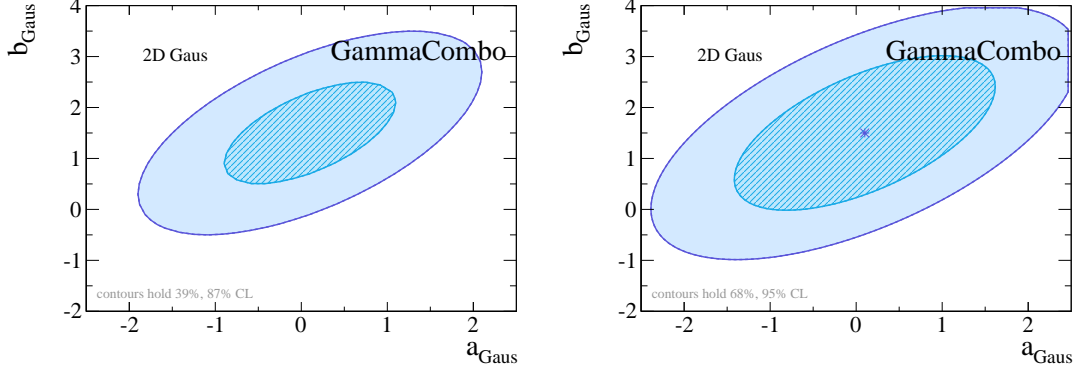 b_Gaus
4
3
2
1
0
-1
-2
2D Gaus
GammaCombo
contours hold 39%, 87% CL
-2 -1 0 1 2
a_Gaus
b_Gaus
4
3
2
1
0
-1
-2
2D Gaus
GammaCombo
contours hold 68%, 95% CL
-2 -1 0 1 2
a_Gaus